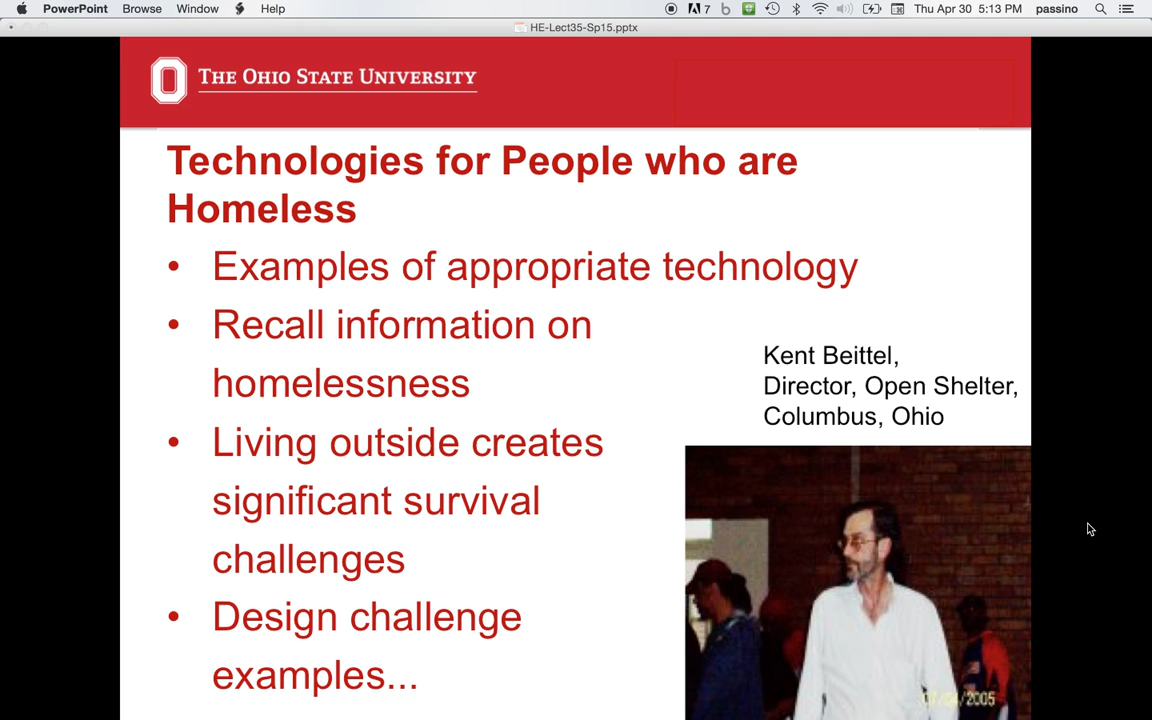 PowerPoint Browse Window Help 7 Thu Apr 30 5:13 PM passino
HE-Lect35-Sp15.pptx
THE OHIO STATE UNIVERSITY
Technologies for People who are
Homeless
• Examples of appropriate technology
• Recall information on
homelessness
• Living outside creates
significant survival
challenges
• Design challenge
examples...
Kent Beittel,
Director, Open Shelter,
Columbus, Ohio